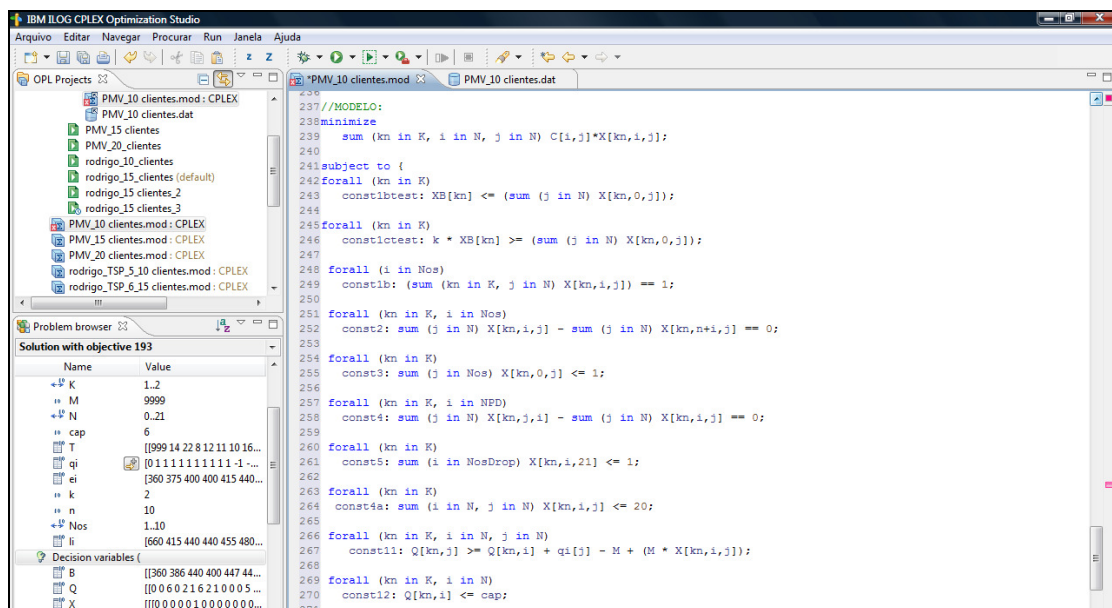 IBM ILOG CPLEX Optimization Studio
Arquivo Editar Navegar Procurar Run Janela Ajuda
OPL Projects
PMV_10 clientes.mod : CPLEX
PMV_10 clientes.dat
PMV_15 clientes
PMV_20_clientes
rodrigo_10_clientes
rodrigo_15_clientes (default)
rodrigo_15 clientes_2
rodrigo_15 clientes_3
PMV_10 clientes.mod : CPLEX
PMV_15 clientes.mod : CPLEX
PMV_20 clientes.mod : CPLEX
rodrigo_TSP_5_10 clientes.mod : CPLEX
rodrigo_TSP_6_15 clientes.mod : CPLEX
Problem browser
Solution with objective 193
Name Value
K 1..2
M 9999
N 0..21
cap 6
T [[999 14 22 8 12 11 10 16...
qi [0 1 1 1 1 1 1 1 1 1 1 -1 -...
ei [360 375 400 400 415 440...
k 2
n 10
Nos 1..10
li [660 415 440 440 455 480...
Decision variables (
B [[360 386 440 400 447 44...
Q [[0 0 6 0 2 1 6 2 1 0 0 0 5 ...
X [[[0 0 0 0 0 1 0 0 0 0 0 0 0...
*PMV_10 clientes.mod
PMV_10 clientes.dat
236
237 //MODELO:
238 minimize
239 sum (kn in K, i in N, j in N) C[i,j]*X[kn,i,j];
240
241 subject to {
242 forall (kn in K)
243 const1btest: XB[kn] <= (sum (j in N) X[kn,0,j]);
244
245 forall (kn in K)
246 const1ctest: k * XB[kn] >= (sum (j in N) X[kn,0,j]);
247
248 forall (i in Nos)
249 const1b: (sum (kn in K, j in N) X[kn,i,j]) == 1;
250
251 forall (kn in K, i in Nos)
252 const2: sum (j in N) X[kn,i,j] - sum (j in N) X[kn,n+i,j] == 0;
253
254 forall (kn in K)
255 const3: sum (j in Nos) X[kn,0,j] <= 1;
256
257 forall (kn in K, i in NPD)
258 const4: sum (j in N) X[kn,j,i] - sum (j in N) X[kn,i,j] == 0;
259
260 forall (kn in K)
261 const5: sum (i in NosDrop) X[kn,i,21] <= 1;
262
263 forall (kn in K)
264 const4a: sum (i in N, j in N) X[kn,i,j] <= 20;
265
266 forall (kn in K, i in N, j in N)
267 const11: Q[kn,j] >= Q[kn,i] + qi[j] - M + (M * X[kn,i,j]);
268
269 forall (kn in K, i in N)
270 const12: Q[kn,i] <= cap;